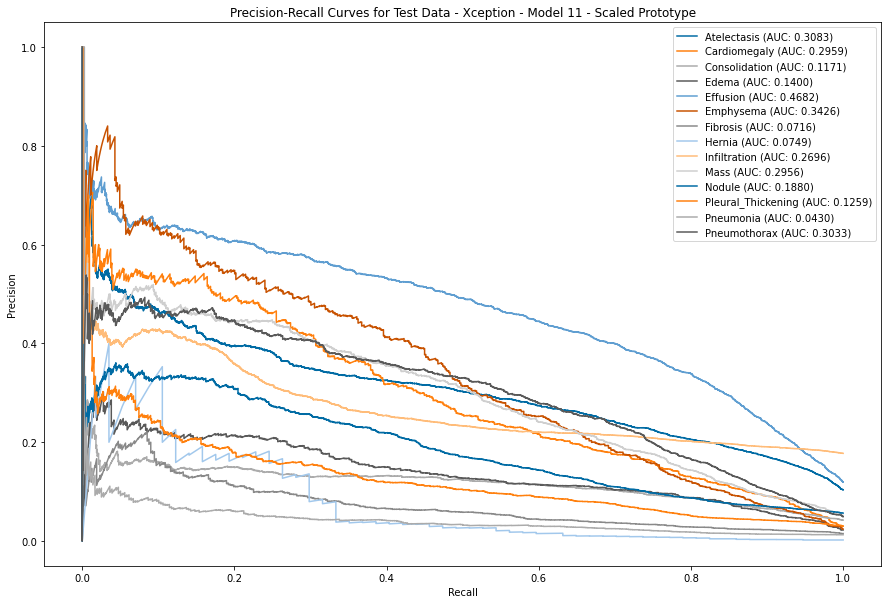 Precision-Recall Curves for Test Data - Xception - Model 11 - Scaled Prototype
Atelectasis (AUC: 0.3083)
Cardiomegaly (AUC: 0.2959)
Consolidation (AUC: 0.1171)
Edema (AUC: 0.1400)
Effusion (AUC: 0.4682)
Emphysema (AUC: 0.3426)
Fibrosis (AUC: 0.0716)
Hernia (AUC: 0.0749)
Infiltration (AUC: 0.2696)
Mass (AUC: 0.2956)
Nodule (AUC: 0.1880)
Pleural_Thickening (AUC: 0.1259)
Pneumonia (AUC: 0.0430)
Pneumothorax (AUC: 0.3033)
1.0
0.8
0.6
0.4
0.2
0.0
Precision
0.0 0.2 0.4 0.6 0.8 1.0
Recall